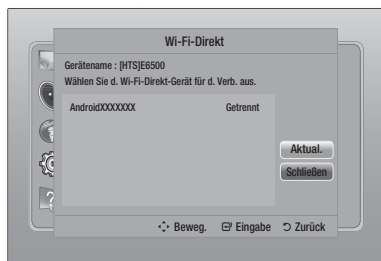 Wi-Fi-Direkt
Gerätename : [HTS]E6500
Wählen Sie d. Wi-Fi-Direkt-Gerät für d. Verb. aus.
AndroidXXXXXXX Getrennt
Aktual.
Schließen
Beweg. Eingabe Zurück